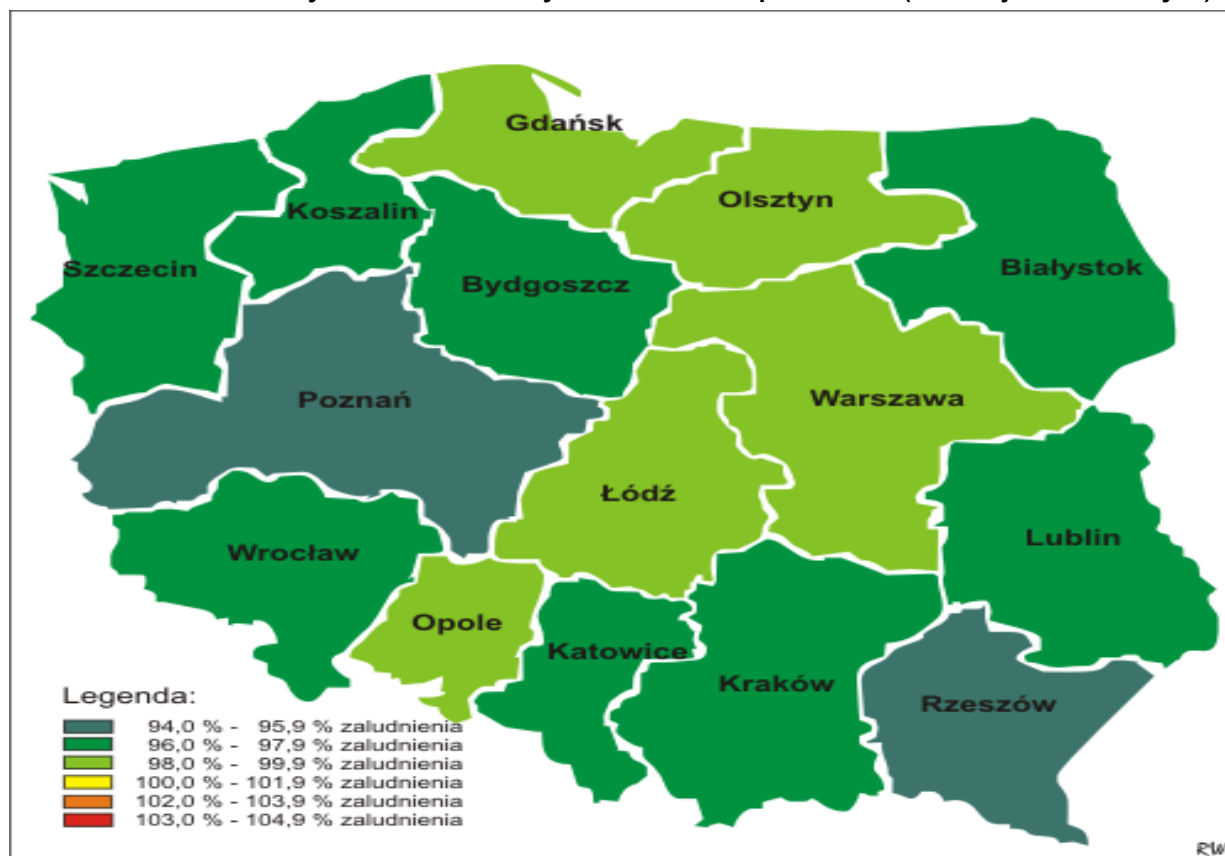 Gdańsk
Olsztyn
Koszalin
Szczecin
Białystok
Bydgoszcz
Poznań
Warszawa
Łódź
Lublin
Wrocław
Opole
Katowice
Kraków
Rzeszów
Legenda:
94,0 % - 95,9 % zaludnienia
96,0 % - 97,9 % zaludnienia
98,0 % - 99,9 % zaludnienia
100,0 % - 101,9 % zaludnienia
102,0 % - 103,9 % zaludnienia
103,0 % - 104,9 % zaludnienia
RW